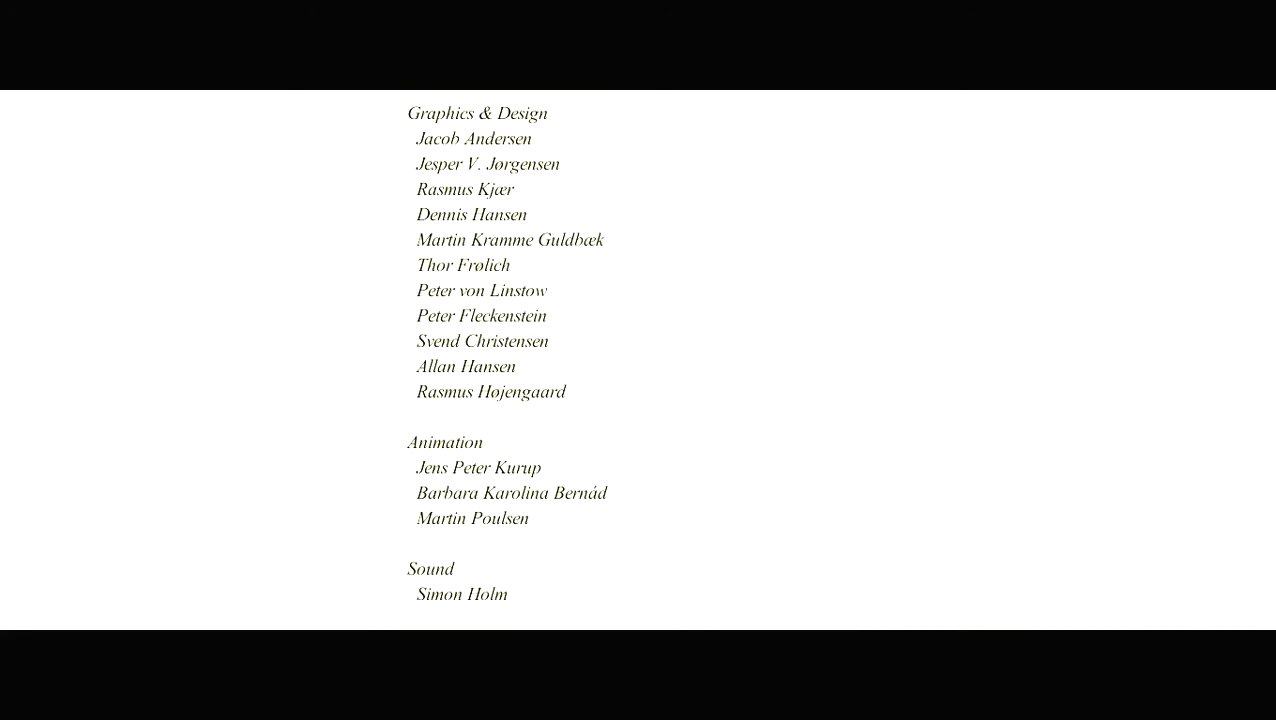 Graphics & Design
Jacob Andersen
Jesper V. Jørgensen
Rasmus Kjær
Dennis Hansen
Martin Kramme Guldbæk
Thor Frølich
Peter von Linstow
Peter Fleckenstein
Svend Christensen
Allan Hansen
Rasmus Højengaard
Animation
Jens Peter Kurup
Barbara Karolina Bernád
Martin Poulsen
Sound
Simon Holm